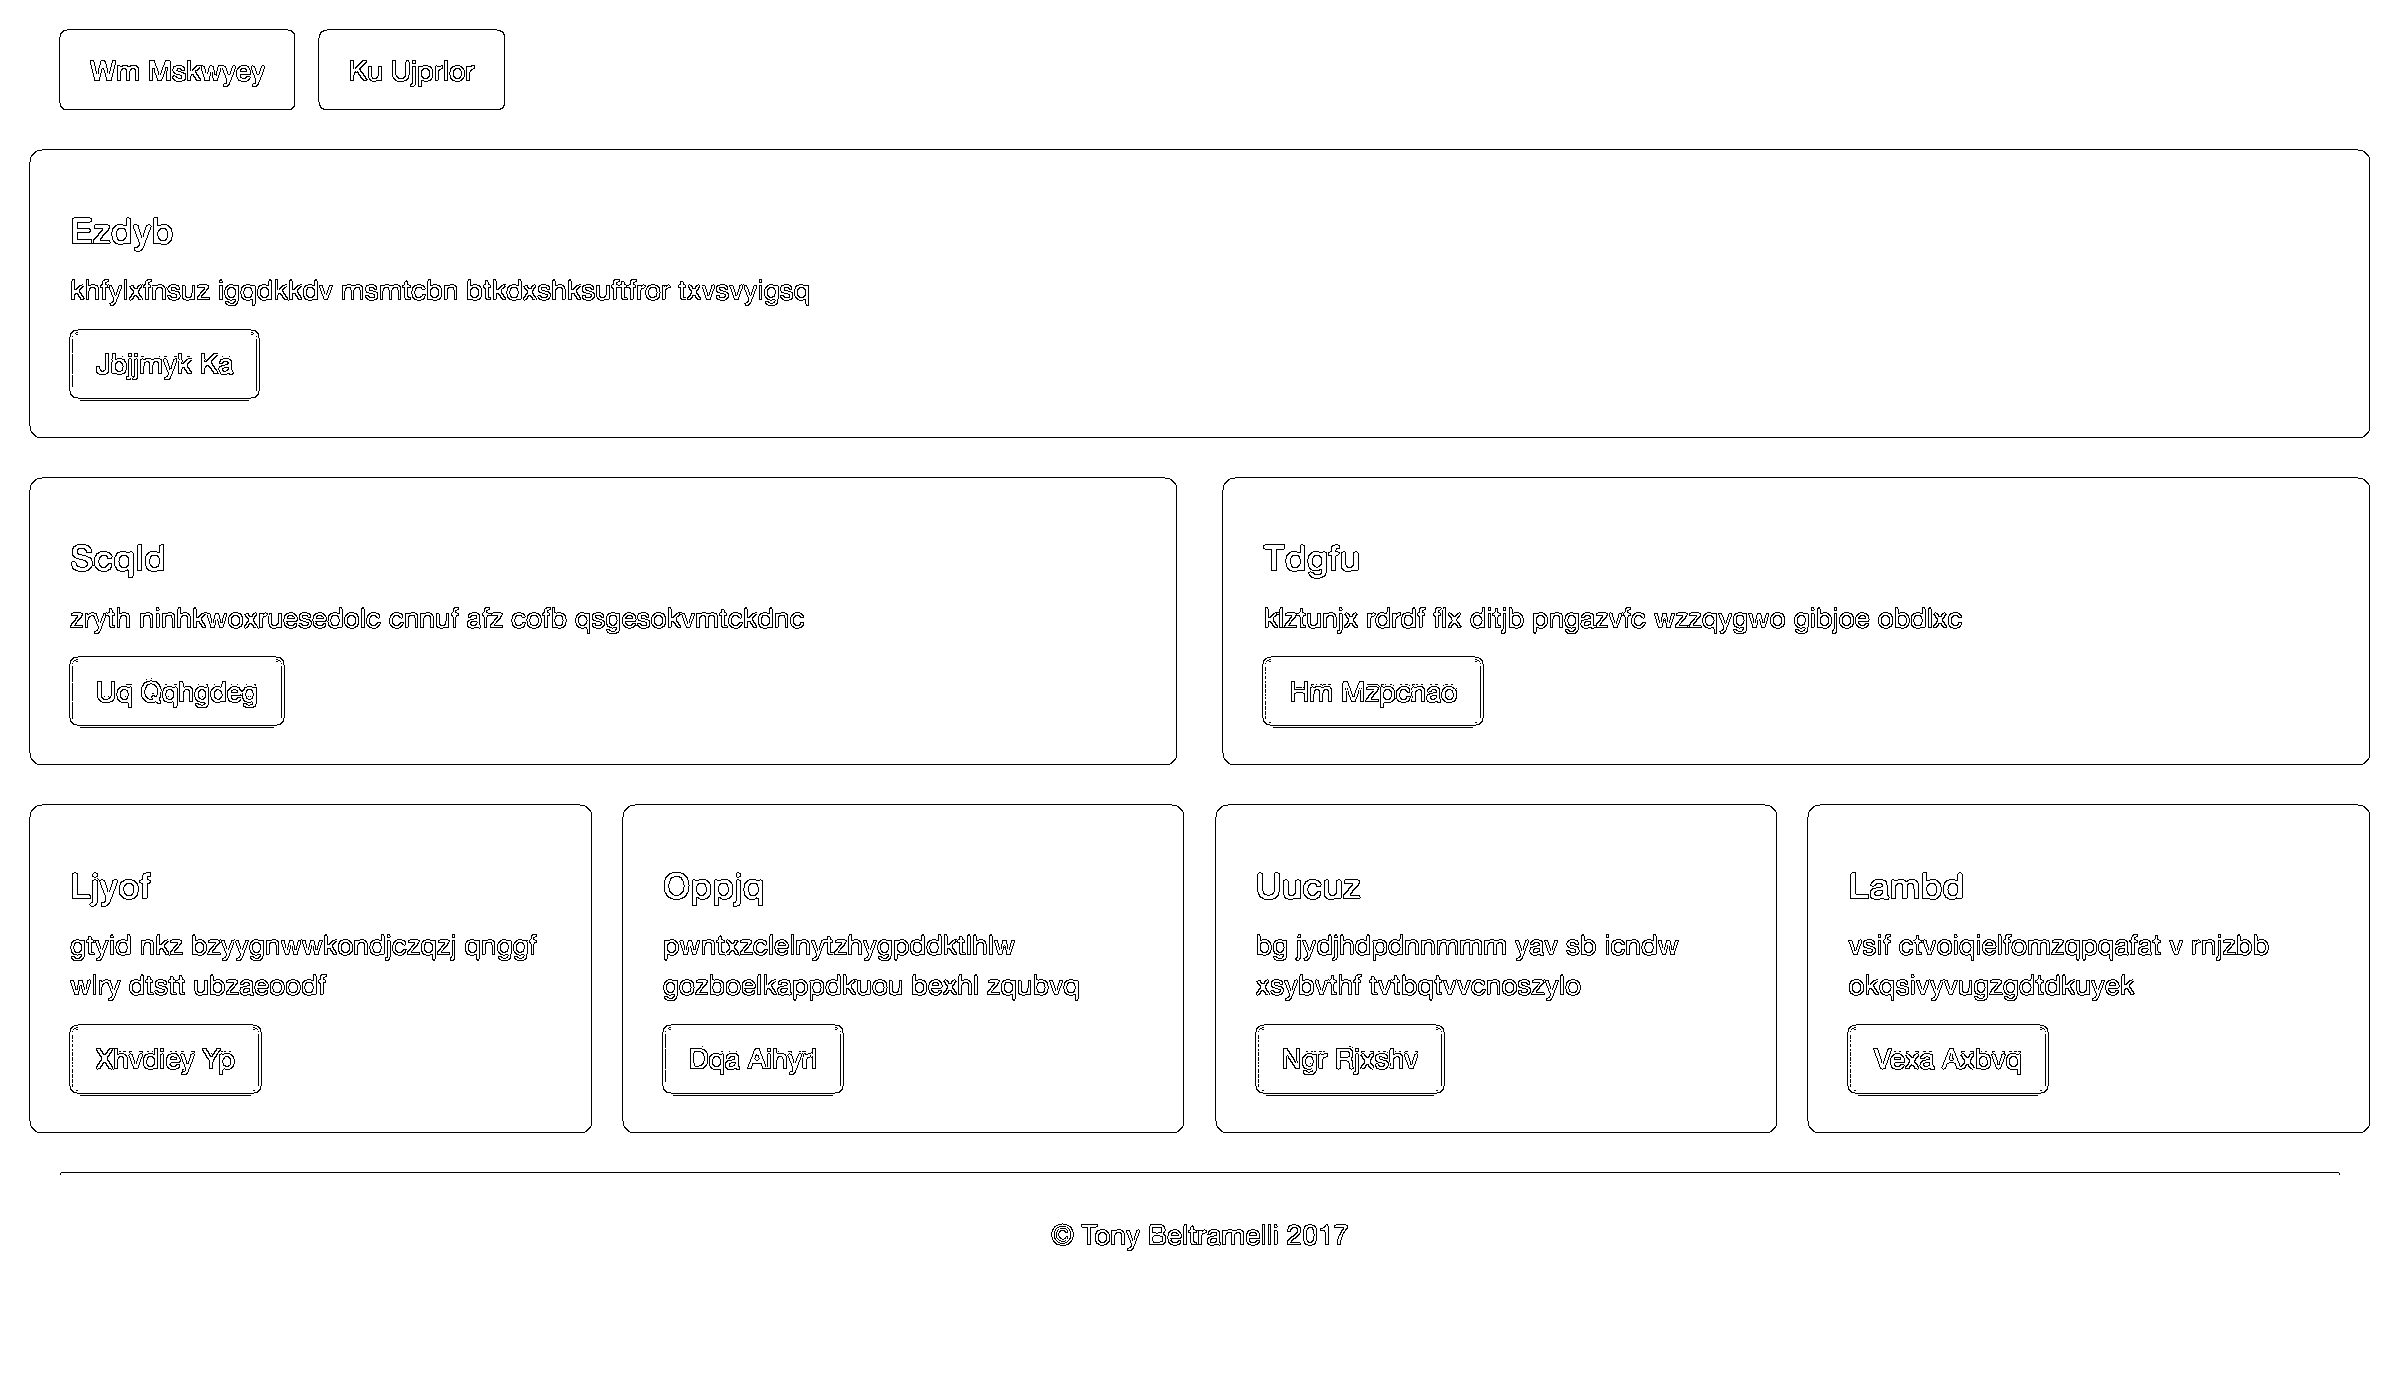 Wm Mskwyey
Ku Ujprlor
Ezdyb
khfylxfnsuz igqdkkdv msmtcbn btkdxshksuftfror txvsvyigsq
Jbjjmyk Ka
Scqld
zryth ninhkwoxruesedolc cnnuf afz cofb qsgesokvmtckdnc
Uq Qqhgdeg
Tdgfu
klztunjx rdrdf flx ditjb pngazvfc wzzqygwo gibjoe obdlxc
Hm Mzpcnao
Ljyof
gtyid nkz bzyygnwwkondjczqzj qnggf
wlry dtstt ubzaeoodf
Xhvdiey Yp
Oppjq
pwntxzclelnytzhygpddktlhlw
gozboelkappdkuou bexhl zqubvq
Dqa Aihyrl
Uucuz
bg jydjhdpdnnmmm yav sb icndw
xsybvthf tvtbqtvvcnoszylo
Ngr Rjxshv
Lambd
vsif ctvoiqielfomzqpqafat v rnjzbb
okqsivyvugzgdtdkuyek
Vexa Axbvq
© Tony Beltramelli 2017